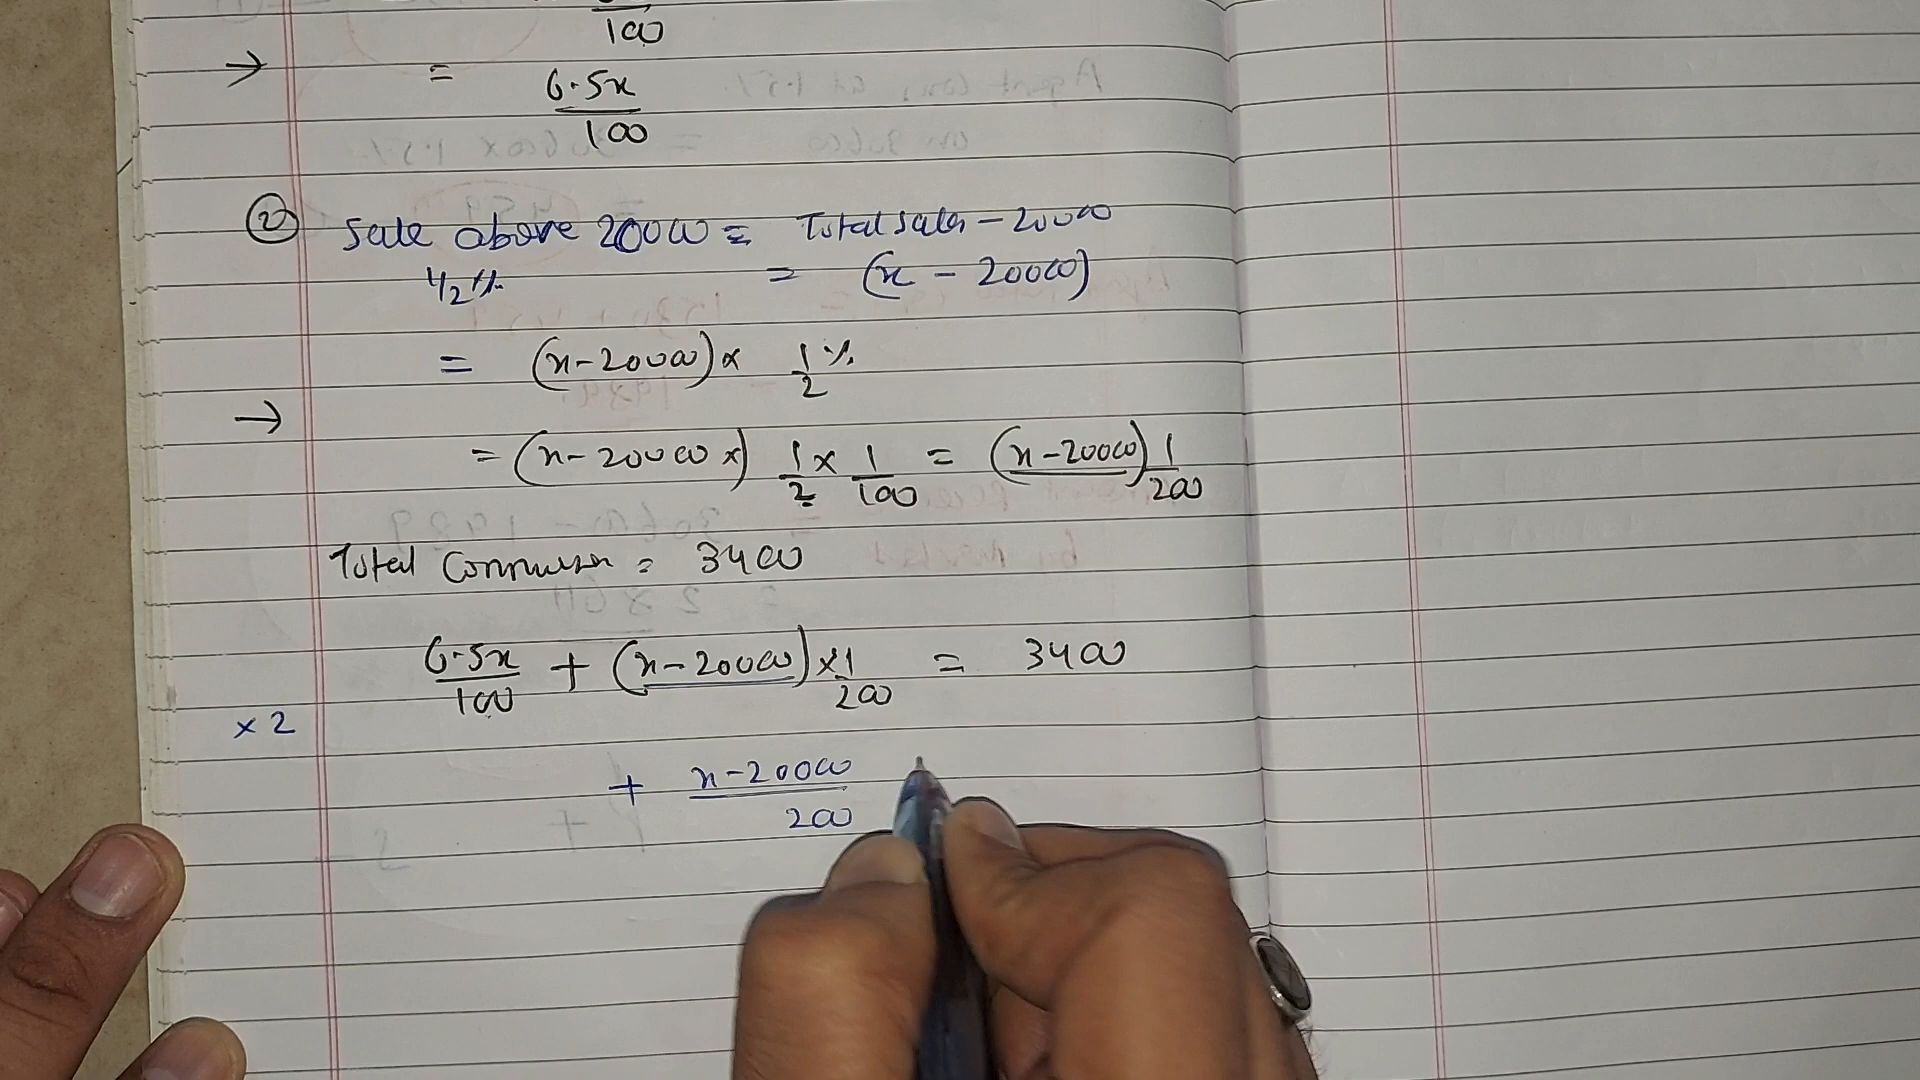 100
→ = 6.5x
100
② Sale above 20000 = Total sales - 20000
1/2 % = (x - 20000)
= (x-20000) x 1 %
2
→
= (x - 20000 x) 1 x 1 = (x-20000) 1
2 100 200
Total Commission = 3400
6.5x + (x-20000) x 1 = 3400
100 200
x 2
+ x-20000
200